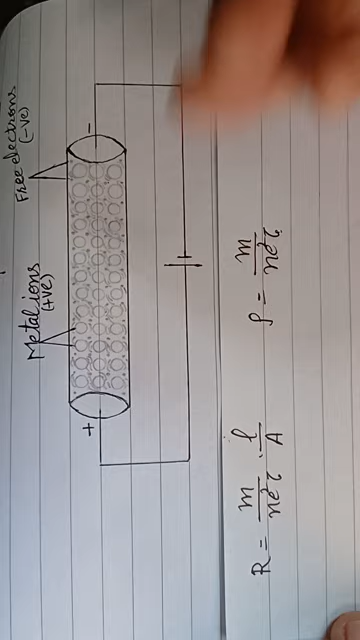 Metal ions
(+ve)
Free electrons
(-ve)
+
-
R = m/ne²τ · l/A
ρ = m/ne²τ